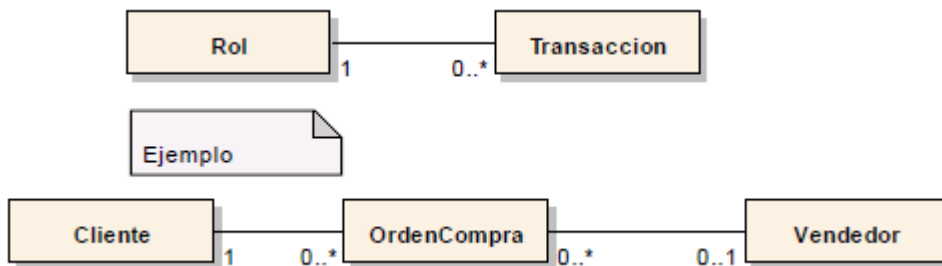 Rol
Transaccion
1
0..*
Ejemplo
Cliente
OrdenCompra
Vendedor
1
0..*
0..*
0..1